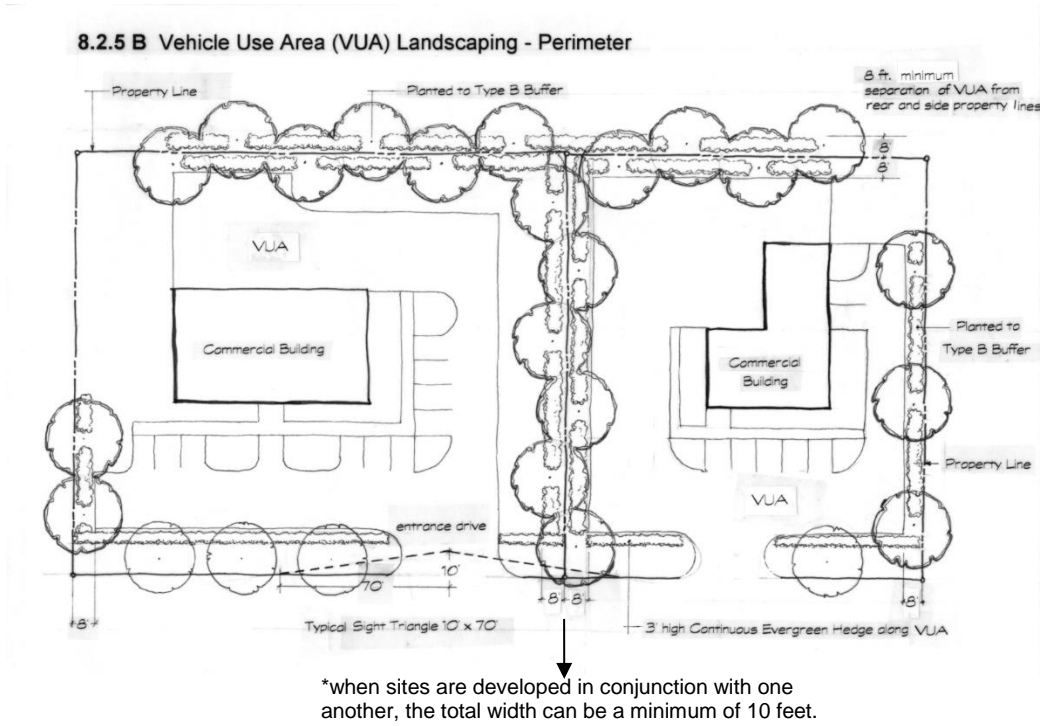 8.2.5 B Vehicle Use Area (VUA) Landscaping - Perimeter
Property Line
Planted to Type B Buffer
8 ft. minimum
separation of VUA from
rear and side property lines
8'
8'
VUA
Commercial Building
Commercial
Building
Planted to
Type B Buffer
Property Line
VUA
entrance drive
10'
70'
8'
8'
8'
8'
Typical Sight Triangle 10' x 70'
3' high Continuous Evergreen Hedge along VUA
*when sites are developed in conjunction with one
another, the total width can be a minimum of 10 feet.